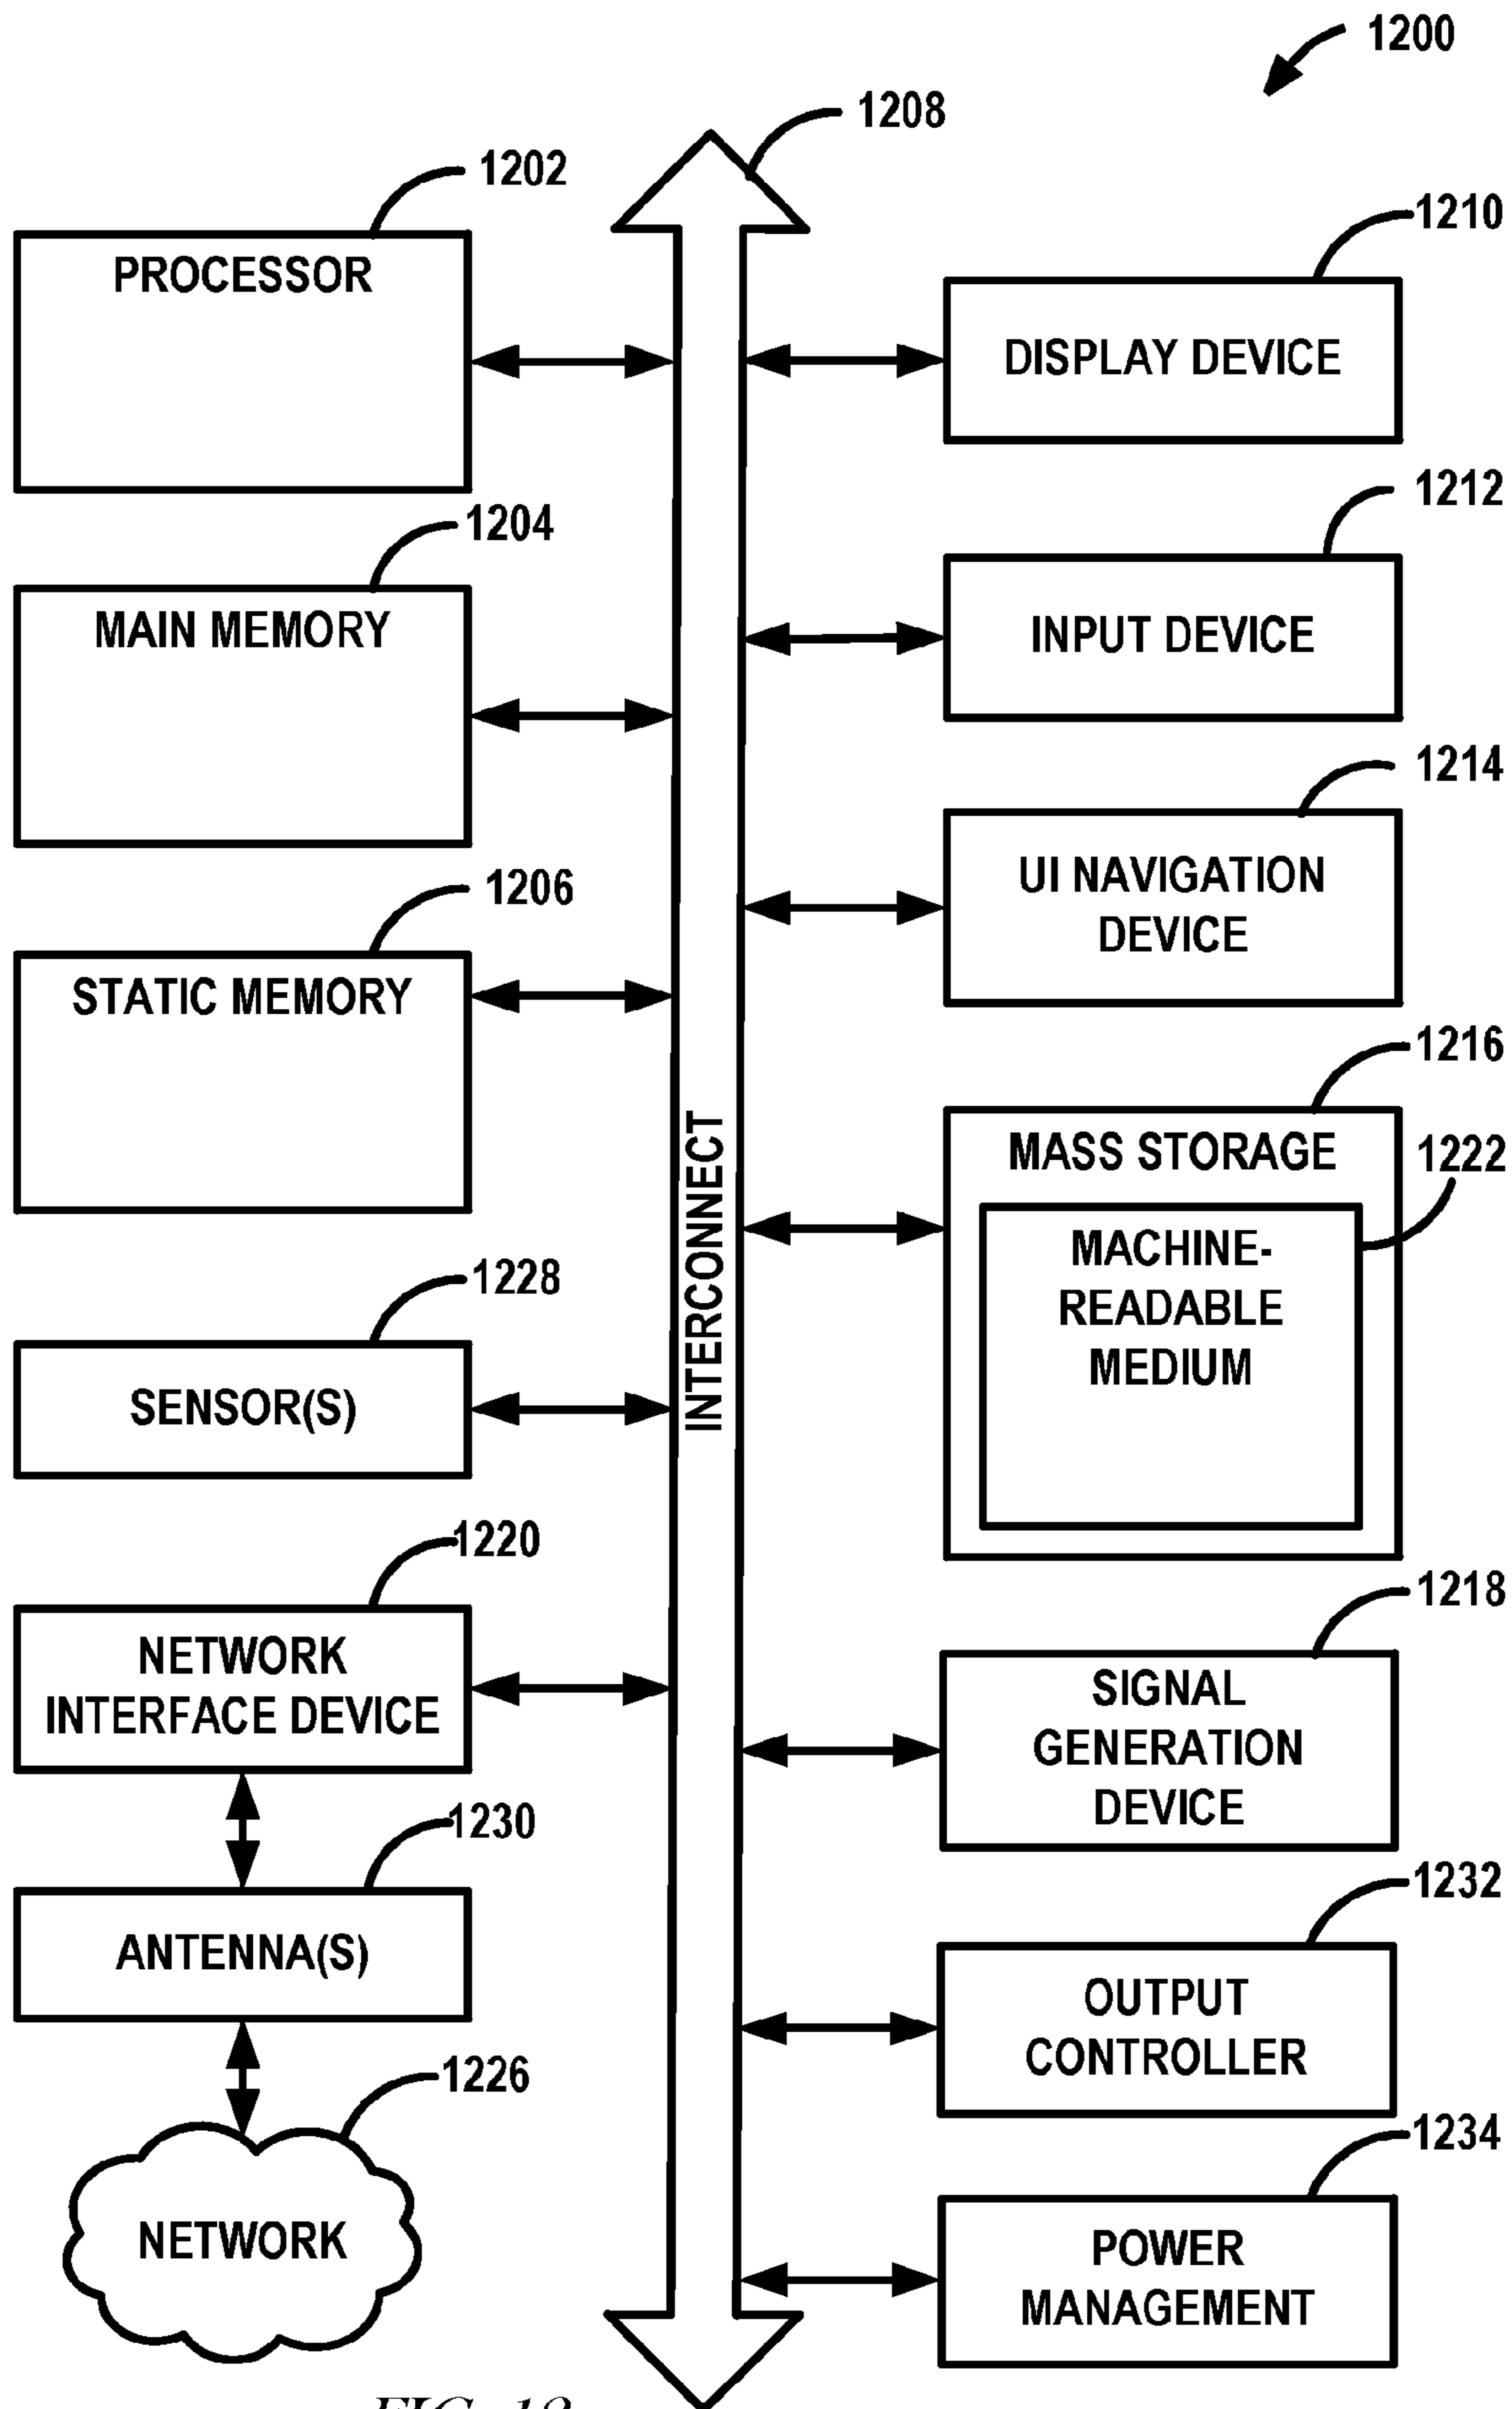 1200
1208
1202
PROCESSOR
1210
DISPLAY DEVICE
1204
MAIN MEMORY
1212
INPUT DEVICE
1206
STATIC MEMORY
1214
UI NAVIGATION
DEVICE
1216
MASS STORAGE
1222
MACHINE-
READABLE
MEDIUM
INTERCONNECT
1228
SENSOR(S)
1220
NETWORK
INTERFACE DEVICE
1218
SIGNAL
GENERATION
DEVICE
1230
ANTENNA(S)
1232
OUTPUT
CONTROLLER
1226
NETWORK
1234
POWER
MANAGEMENT